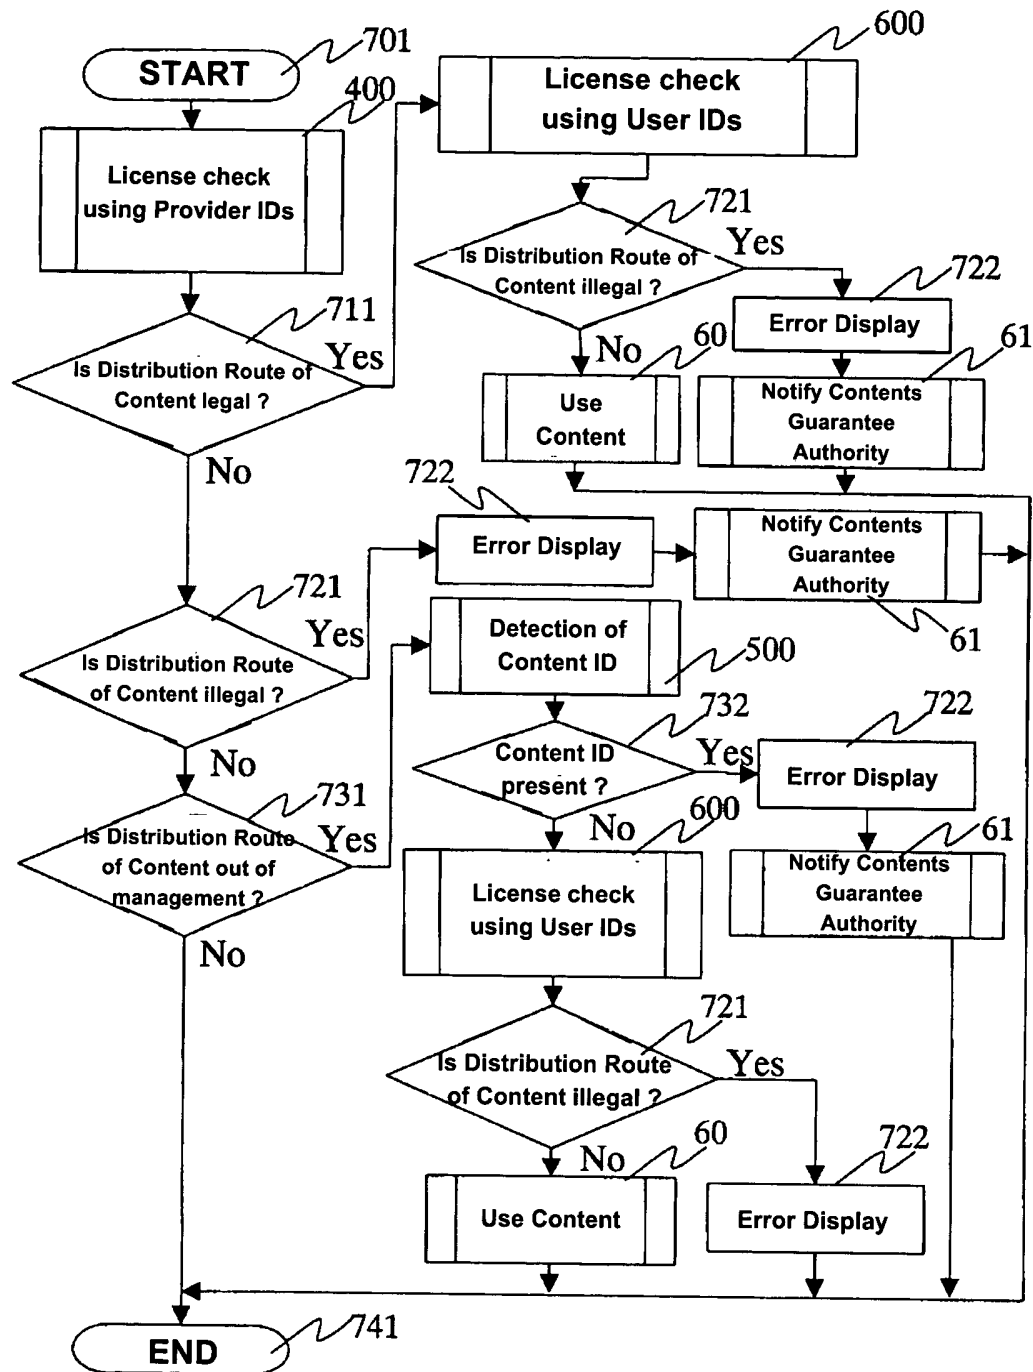 701
START
400
License check
using Provider IDs
600
License check
using User IDs
711
Is Distribution Route of
Content legal ?
Yes
No
721
Is Distribution Route of
Content illegal ?
Yes
No
722
Error Display
60
Use
Content
61
Notify Contents
Guarantee
Authority
722
Error Display
Notify Contents
Guarantee
Authority
61
721
Is Distribution Route
of Content illegal ?
Yes
No
Detection of
Content ID
500
732
Content ID
present ?
Yes
No
722
Error Display
731
Is Distribution Route
of Content out of
management ?
Yes
No
600
License check
using User IDs
61
Notify Contents
Guarantee
Authority
721
Is Distribution Route
of Content illegal ?
Yes
No
60
Use Content
722
Error Display
END
741